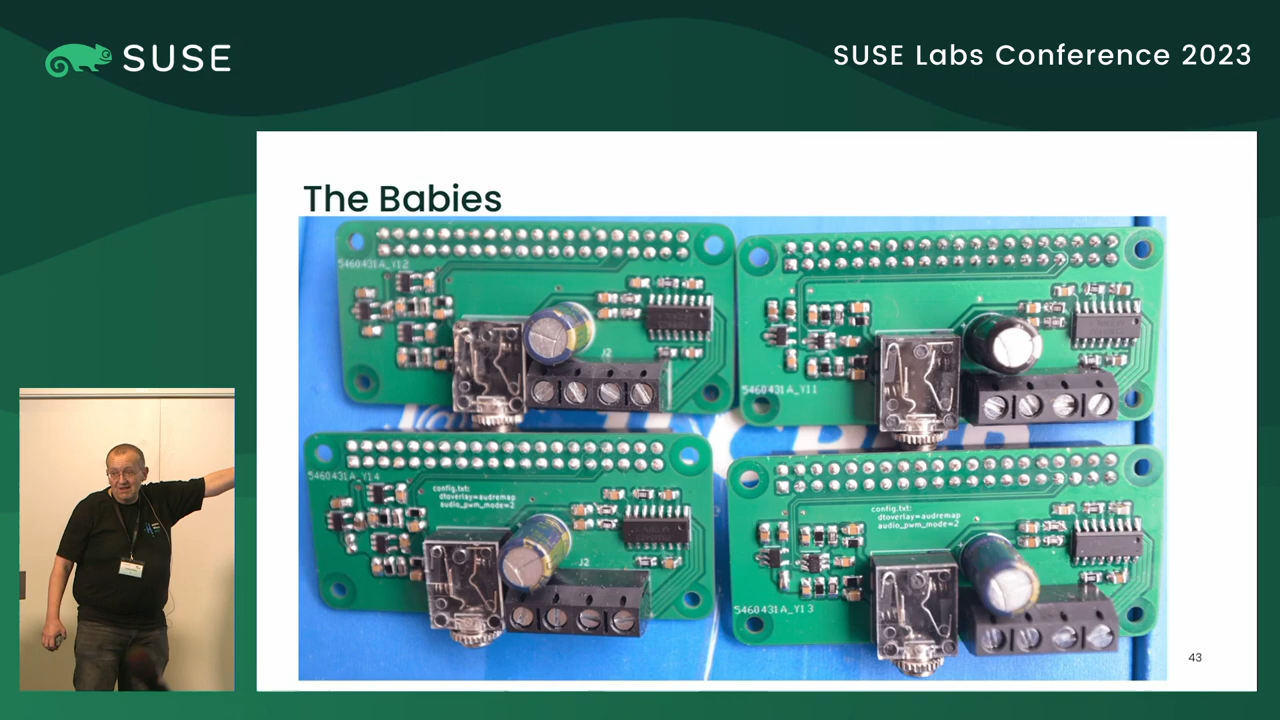 SUSE
SUSE Labs Conference 2023
The Babies
5460431A_Y12
J2
5460431A_Y11
5460431A_Y14
config.txt:
dtoverlay=audremap
audio_pwm_mode=2
J2
config.txt:
dtoverlay=audremap
audio_pwm_mode=2
5460431A_Y13
43